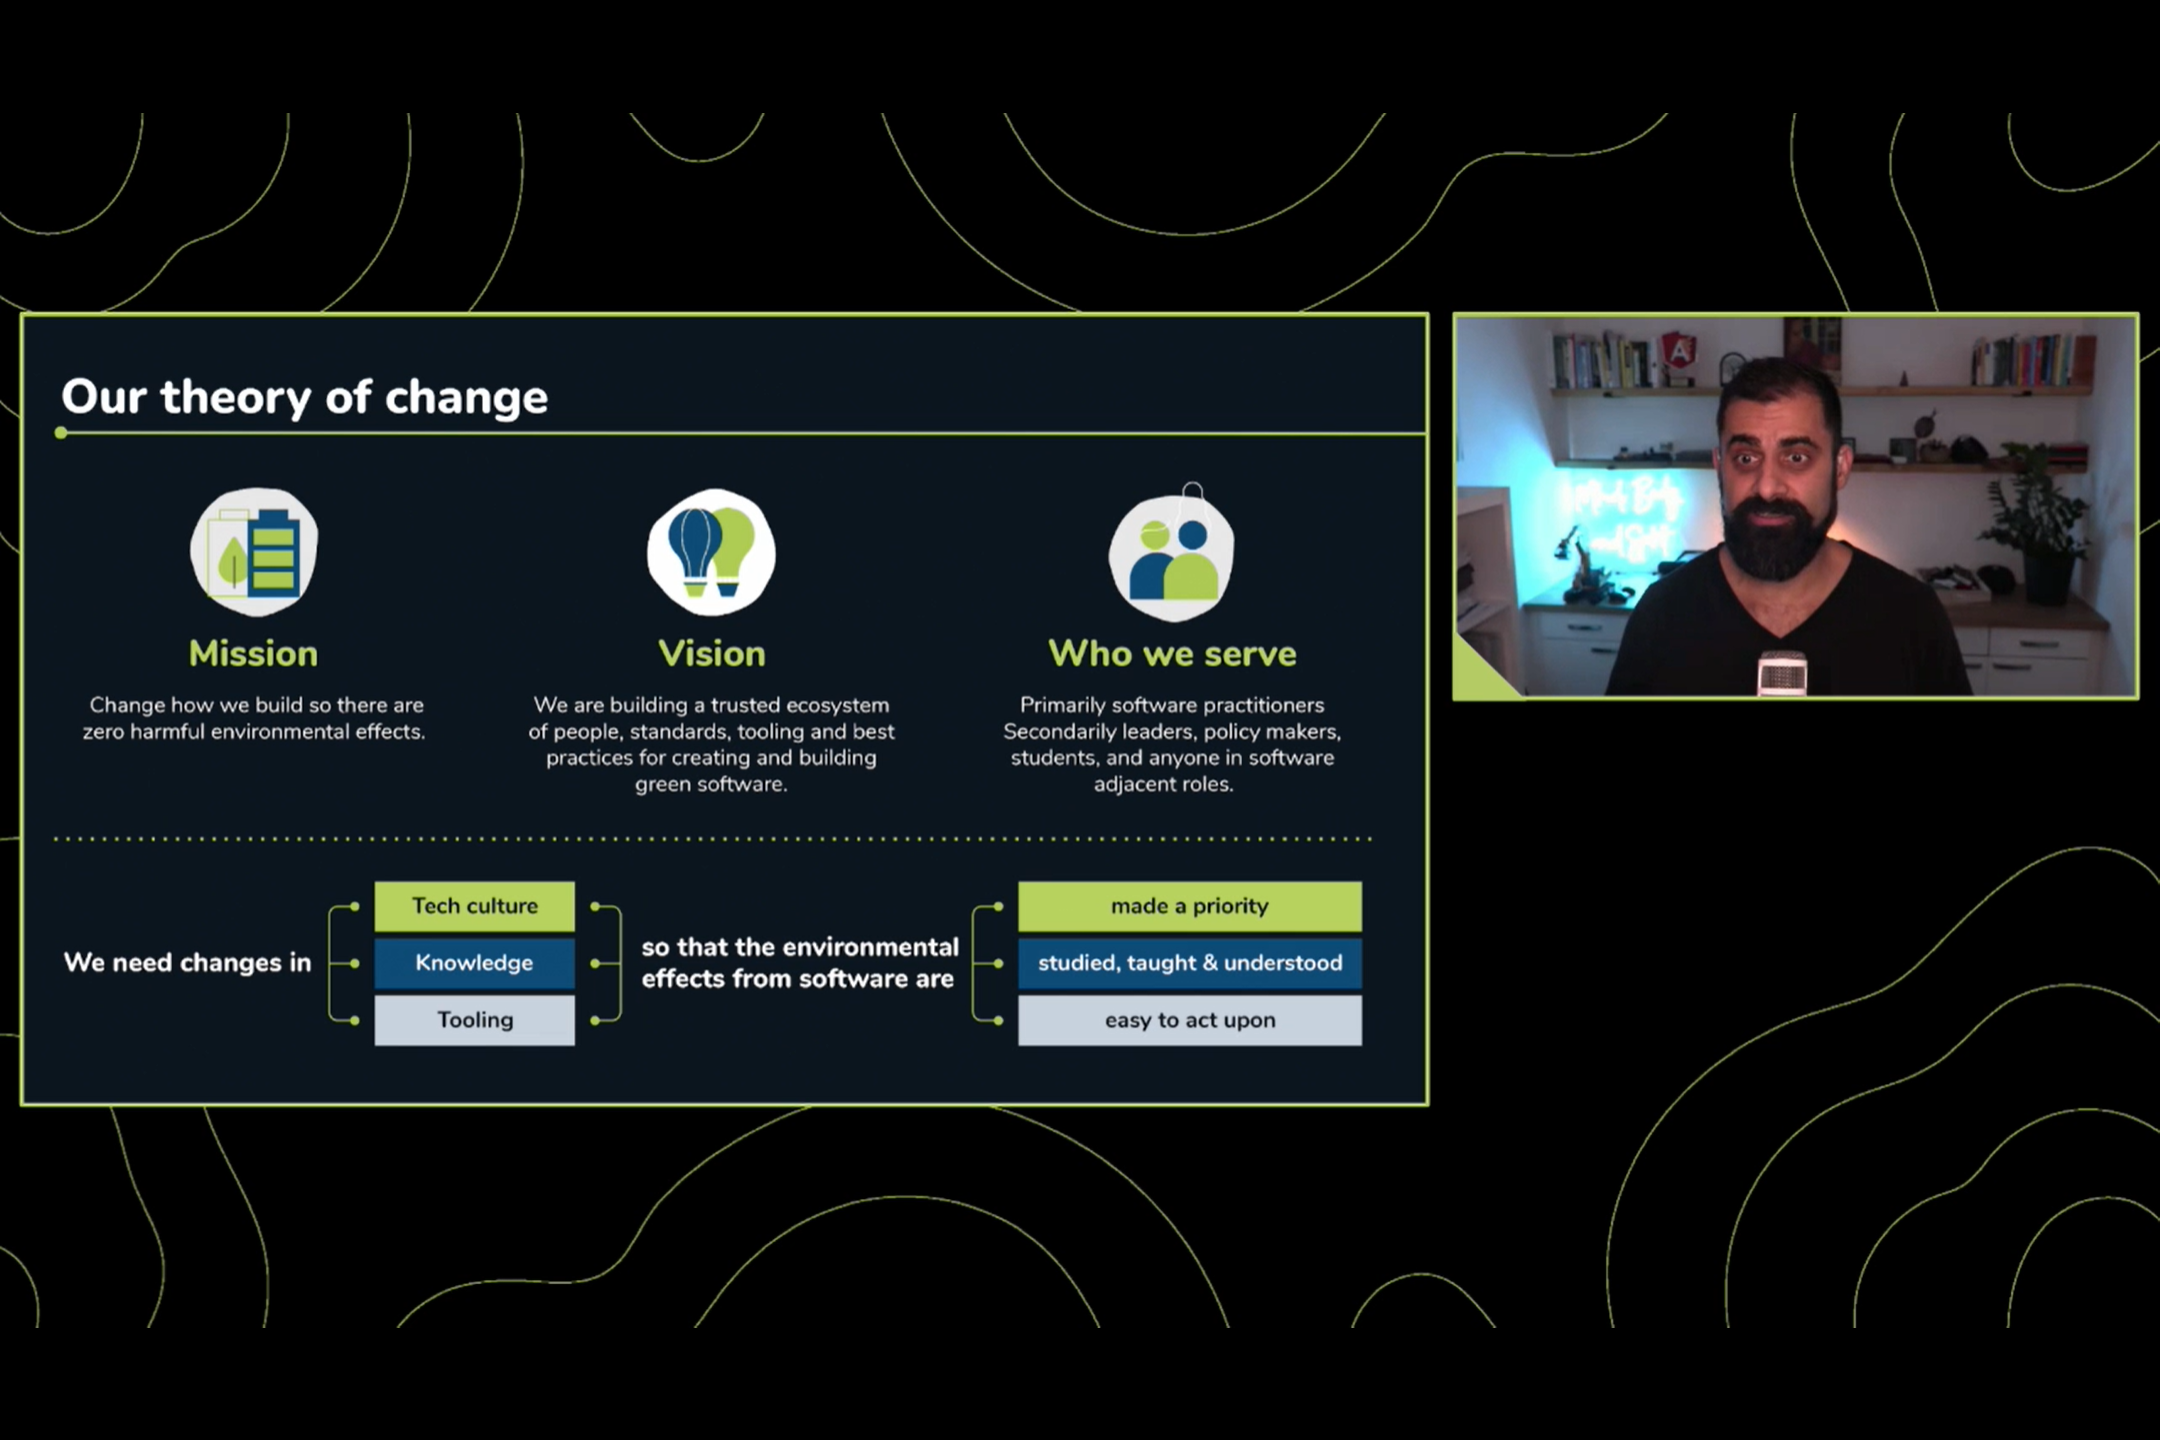 Our theory of change
Mission
Change how we build so there are
zero harmful environmental effects.
Vision
We are building a trusted ecosystem
of people, standards, tooling and best
practices for creating and building
green software.
Who we serve
Primarily software practitioners
Secondarily leaders, policy makers,
students, and anyone in software
adjacent roles.
We need changes in
Tech culture
Knowledge
Tooling
so that the environmental
effects from software are
made a priority
studied, taught & understood
easy to act upon
A